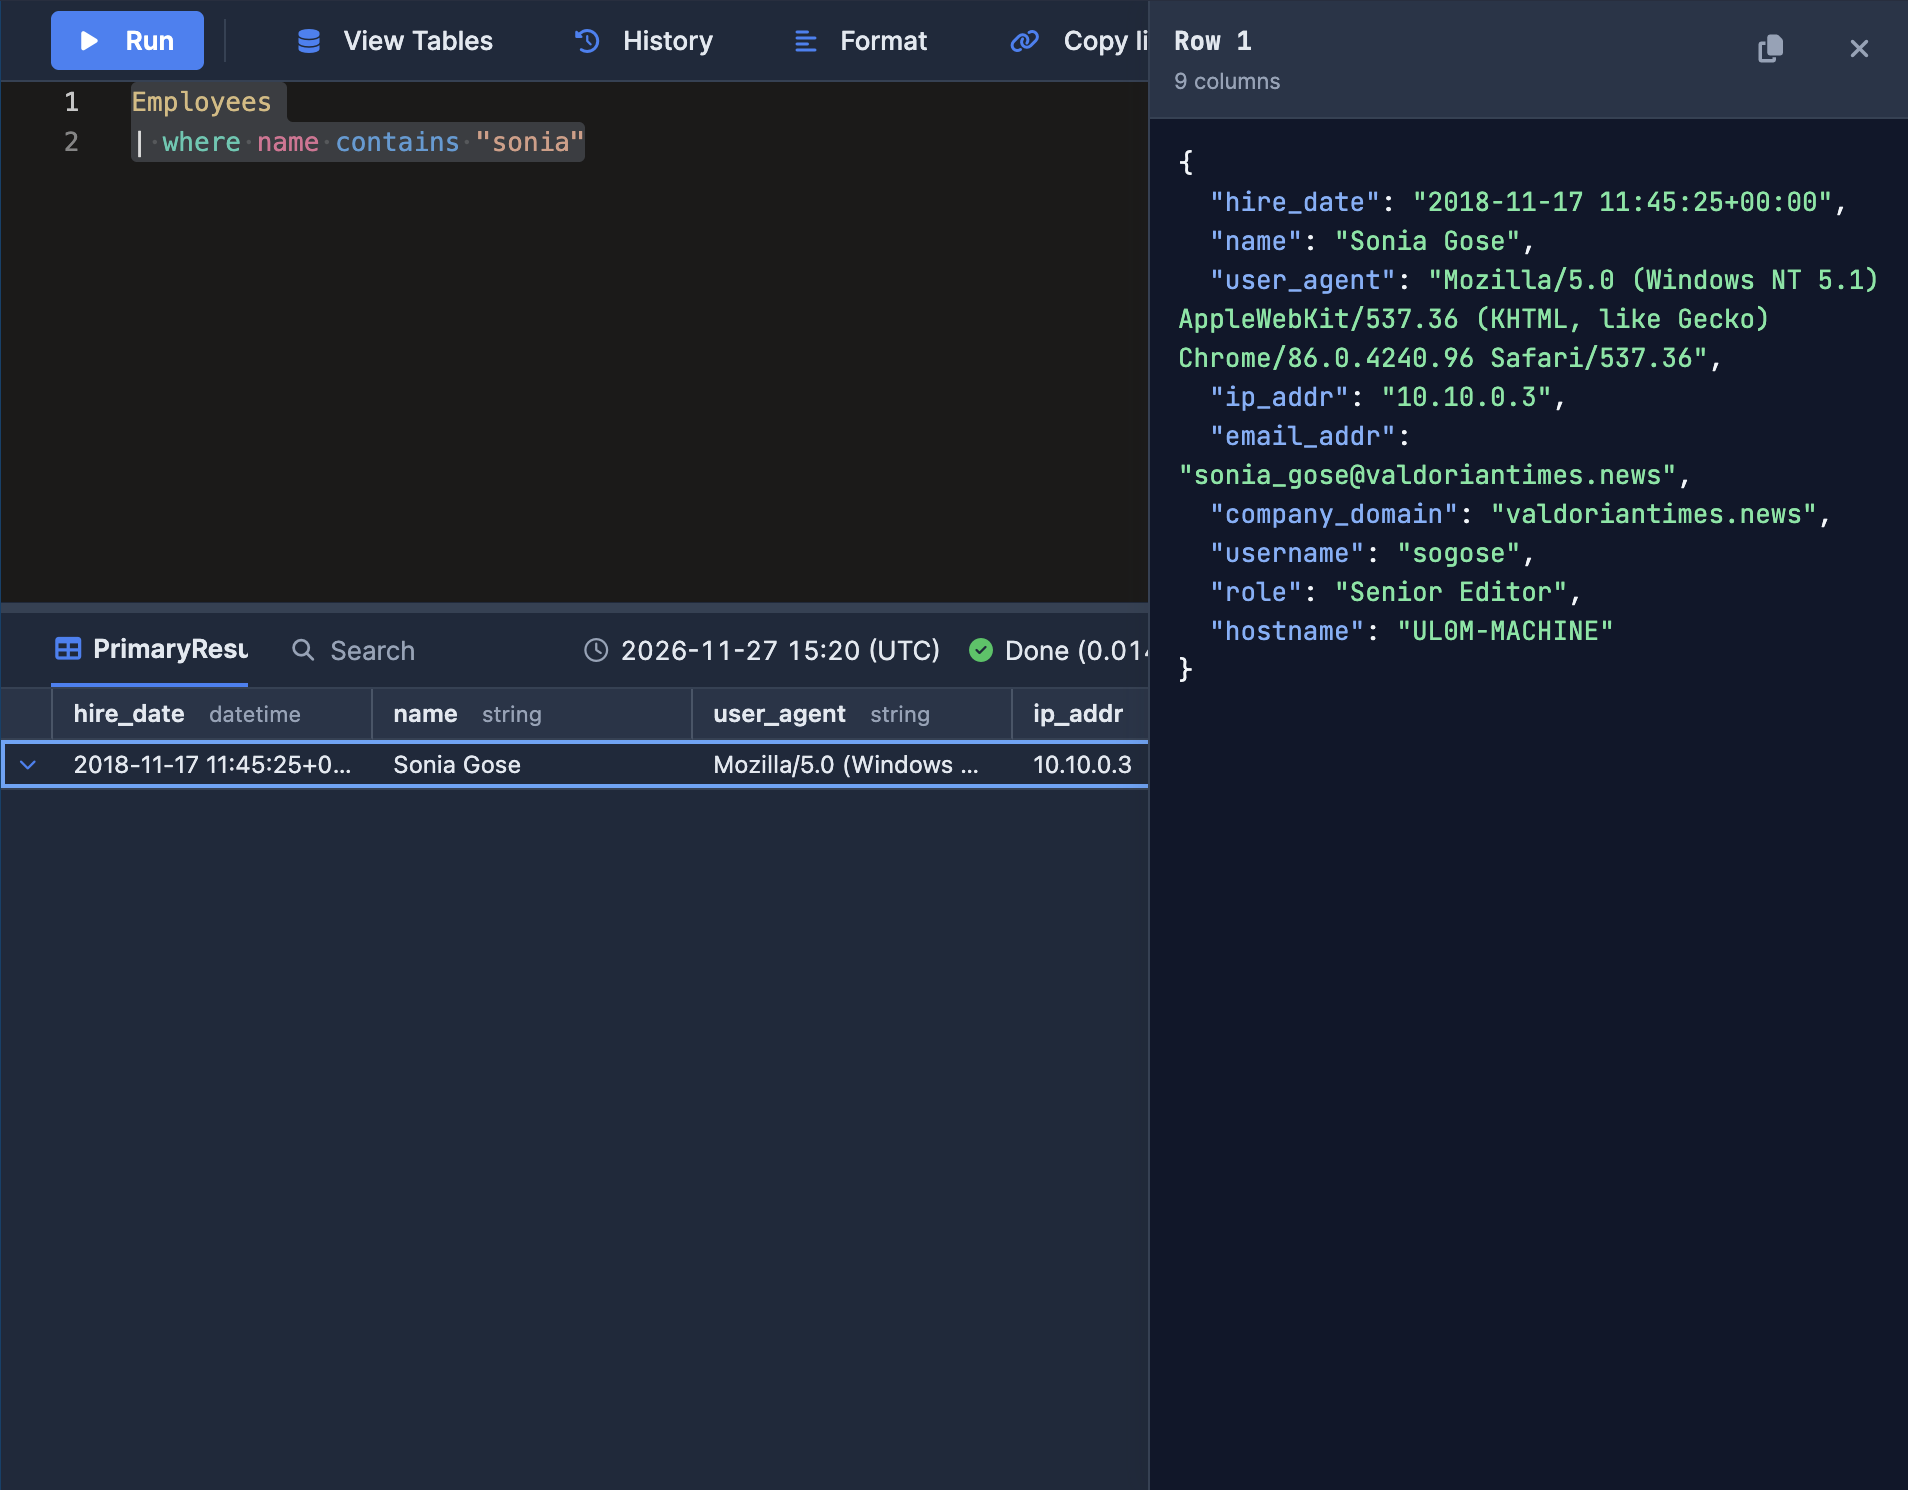 Run
View Tables
History
Format
Copy li
1 Employees
2 | where name contains "sonia"
PrimaryResu
Search
2026-11-27 15:20 (UTC)
Done (0.014
hire_date datetime name string user_agent string ip_addr
2018-11-17 11:45:25+0... Sonia Gose Mozilla/5.0 (Windows ... 10.10.0.3
Row 1
9 columns
{
"hire_date": "2018-11-17 11:45:25+00:00",
"name": "Sonia Gose",
"user_agent": "Mozilla/5.0 (Windows NT 5.1)
AppleWebKit/537.36 (KHTML, like Gecko)
Chrome/86.0.4240.96 Safari/537.36",
"ip_addr": "10.10.0.3",
"email_addr":
"sonia_gose@valdoriantimes.news",
"company_domain": "valdoriantimes.news",
"username": "sogose",
"role": "Senior Editor",
"hostname": "UL0M-MACHINE"
}